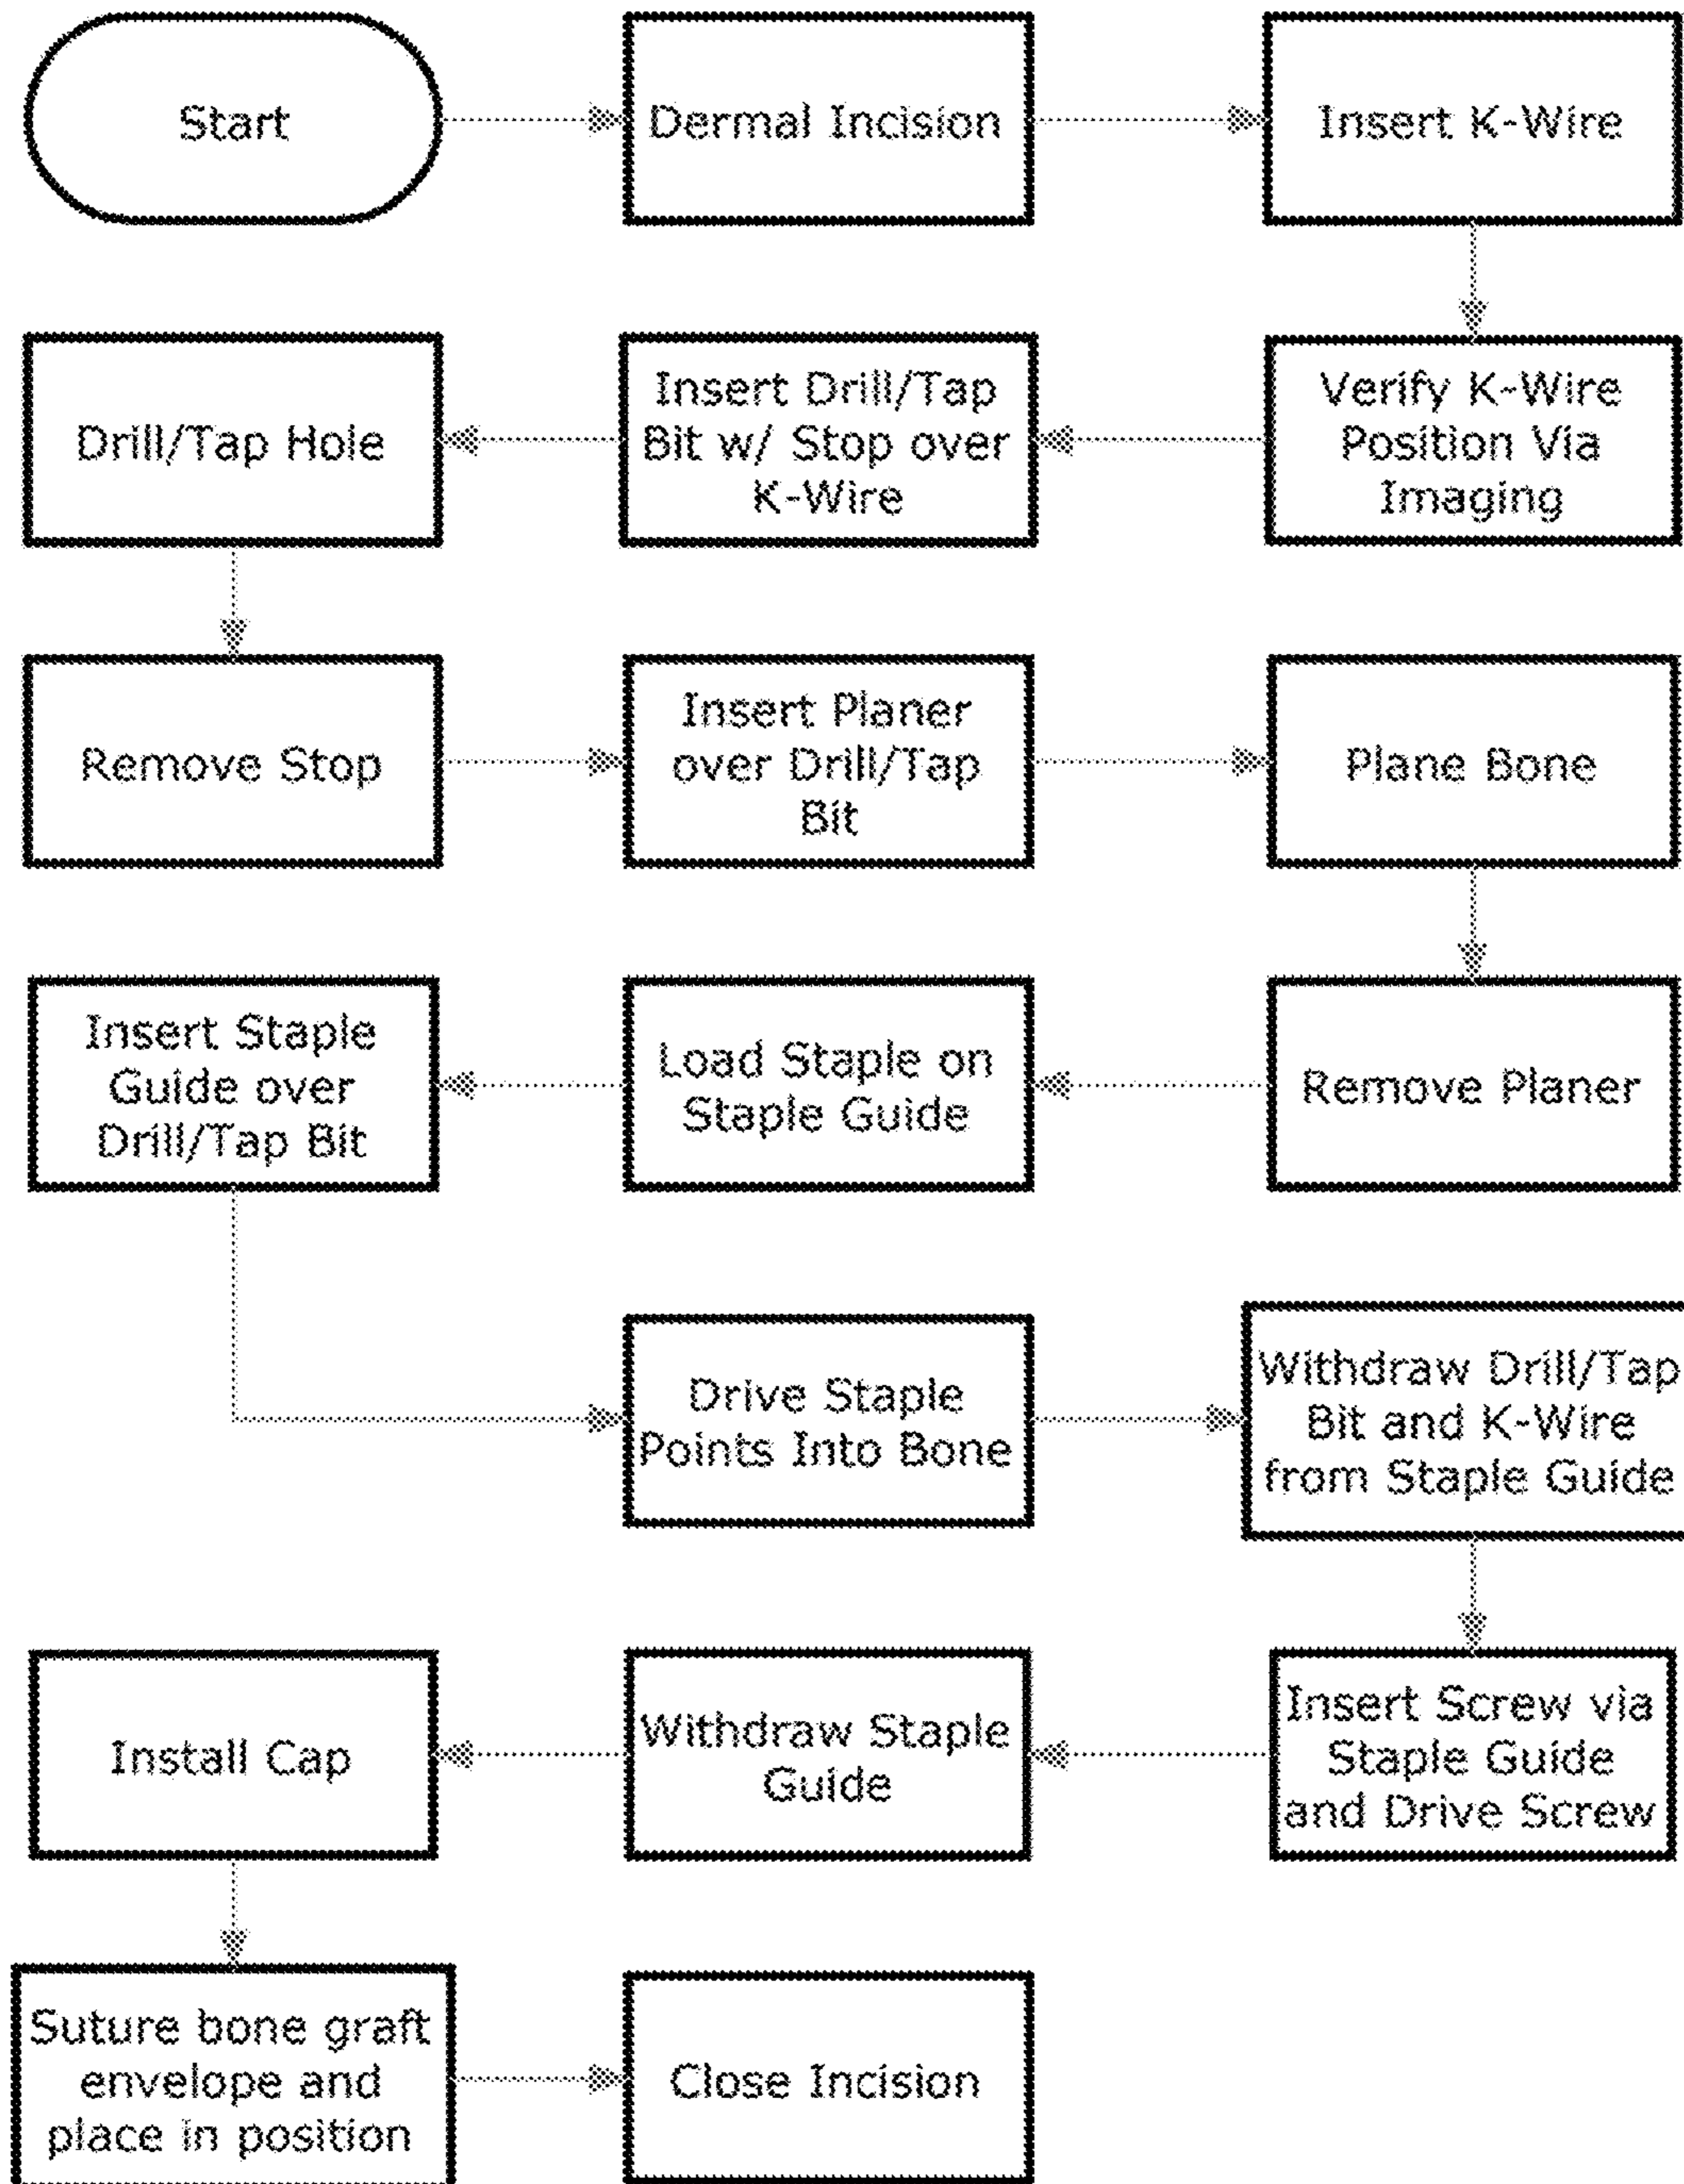 Start
Dermal Incision
Insert K-Wire
Verify K-Wire
Position Via
Imaging
Insert Drill/Tap
Bit w/ Stop over
K-Wire
Drill/Tap Hole
Remove Stop
Insert Planer
over Drill/Tap
Bit
Plane Bone
Remove Planer
Load Staple on
Staple Guide
Insert Staple
Guide over
Drill/Tap Bit
Drive Staple
Points Into Bone
Withdraw Drill/Tap
Bit and K-Wire
from Staple Guide
Insert Screw via
Staple Guide
and Drive Screw
Withdraw Staple
Guide
Install Cap
Suture bone graft
envelope and
place in position
Close Incision